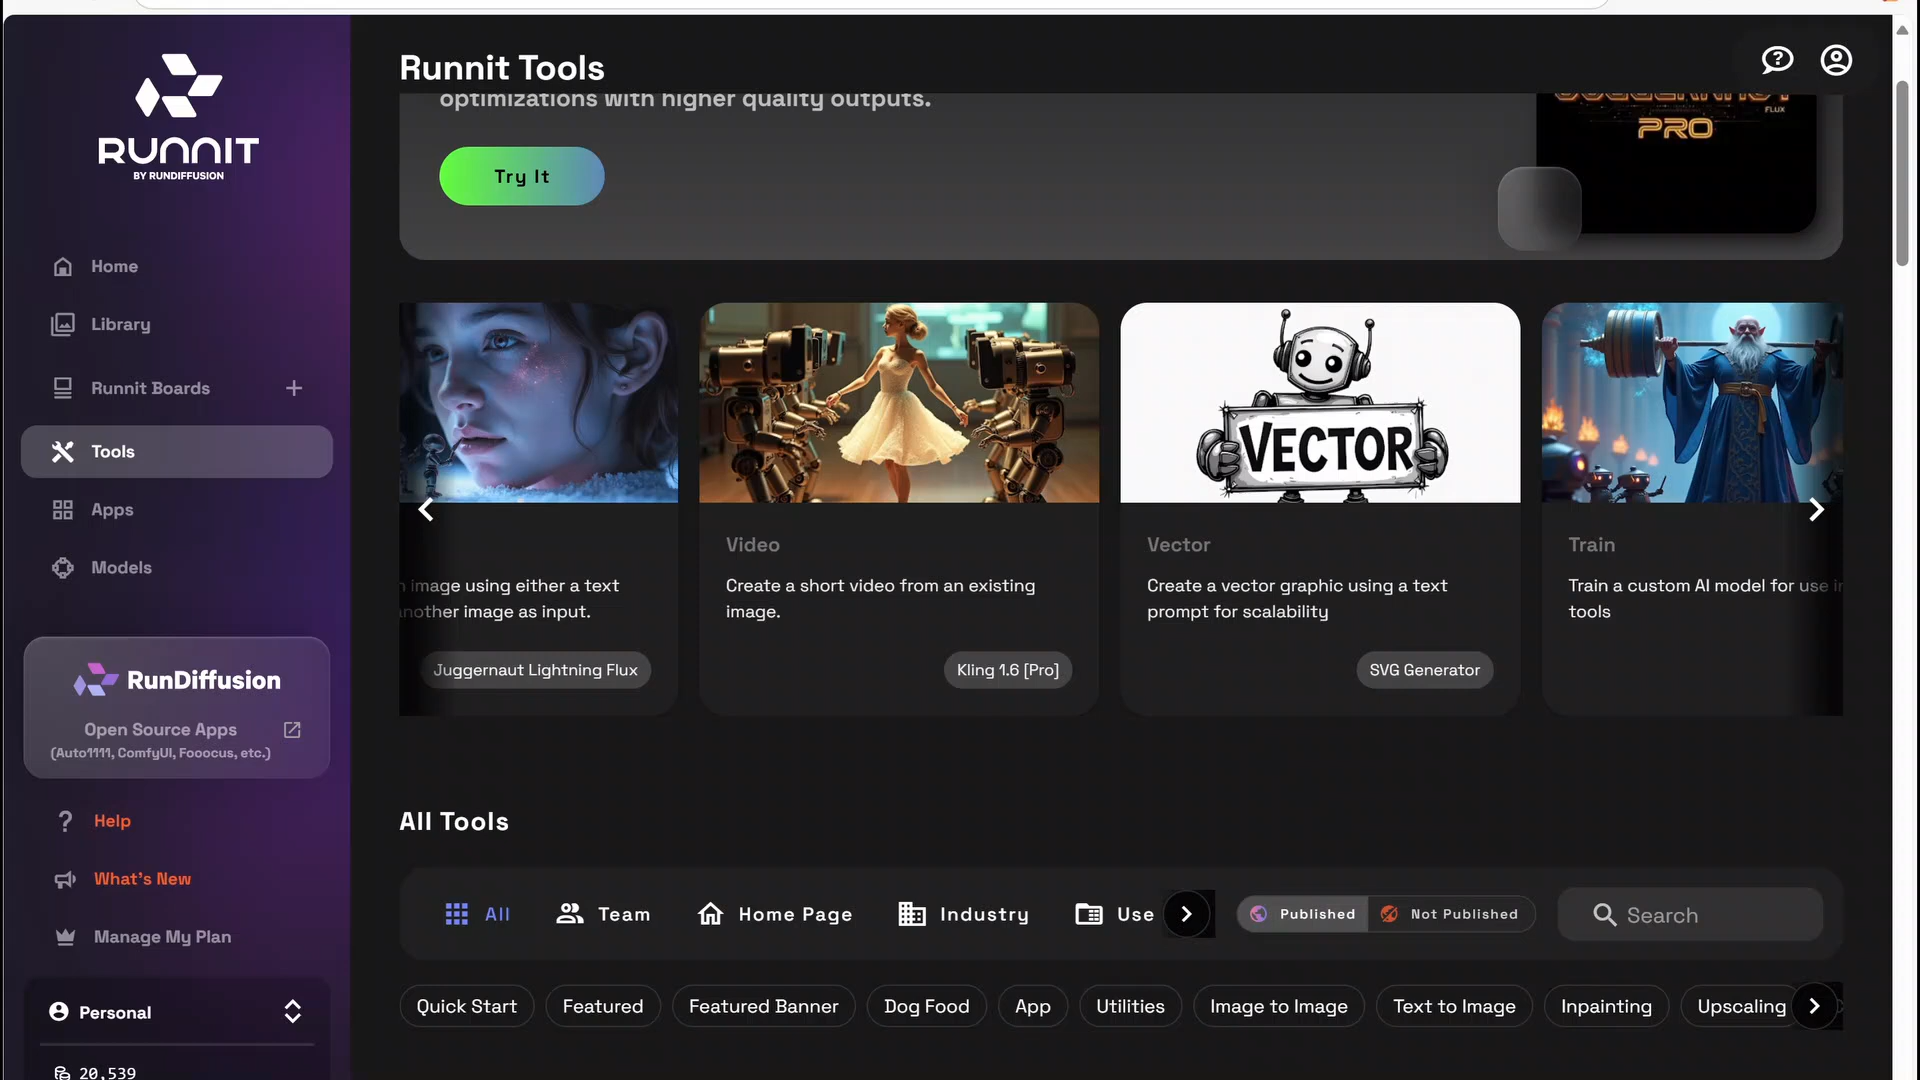 RUNNIT
BY RUNDIFFUSION
Home
Library
Runnit Boards
Tools
Apps
Models
RunDiffusion
Open Source Apps
(Auto1111, ComfyUI, Fooocus, etc.)
Help
What's New
Manage My Plan
Personal
20,539
Runnit Tools
optimizations with higher quality outputs.
Try It
FLUX
PRO
image using either a text
another image as input.
Juggernaut Lightning Flux
Video
Create a short video from an existing
image.
Kling 1.6 [Pro]
VECTOR
Vector
Create a vector graphic using a text
prompt for scalability
SVG Generator
Train
Train a custom AI model for use in
tools
All Tools
All
Team
Home Page
Industry
Use
Published
Not Published
Search
Quick Start
Featured
Featured Banner
Dog Food
App
Utilities
Image to Image
Text to Image
Inpainting
Upscaling